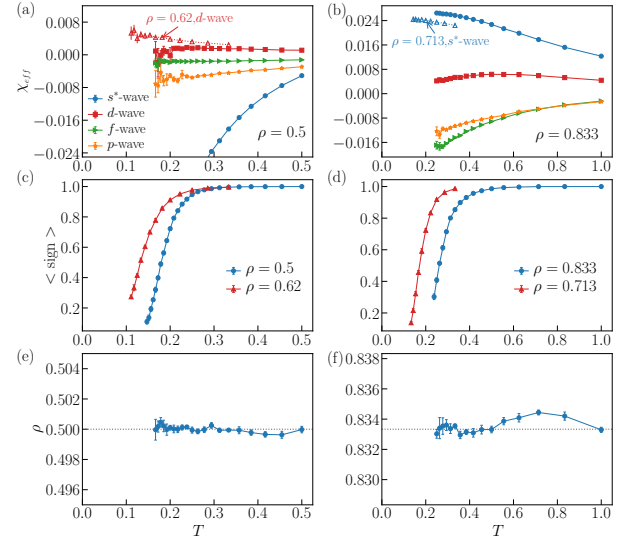 (a)
(b)
0.008
0.000
−0.008
−0.016
−0.024
χeff
ρ = 0.62,d-wave
s*-wave
d-wave
f-wave
p-wave
ρ = 0.5
0.0 0.1 0.2 0.3 0.4 0.5
0.024
0.016
0.008
0.000
−0.008
−0.016
ρ = 0.713,s*-wave
ρ = 0.833
0.0 0.2 0.4 0.6 0.8 1.0
(c)
(d)
1.0
0.8
0.6
0.4
0.2
< sign >
ρ = 0.5
ρ = 0.62
0.0 0.1 0.2 0.3 0.4 0.5
1.0
0.8
0.6
0.4
0.2
ρ = 0.833
ρ = 0.713
0.0 0.2 0.4 0.6 0.8 1.0
(e)
(f)
0.504
0.502
0.500
0.498
0.496
ρ
0.0 0.1 0.2 0.3 0.4 0.5
T
0.838
0.836
0.834
0.832
0.830
0.0 0.2 0.4 0.6 0.8 1.0
T